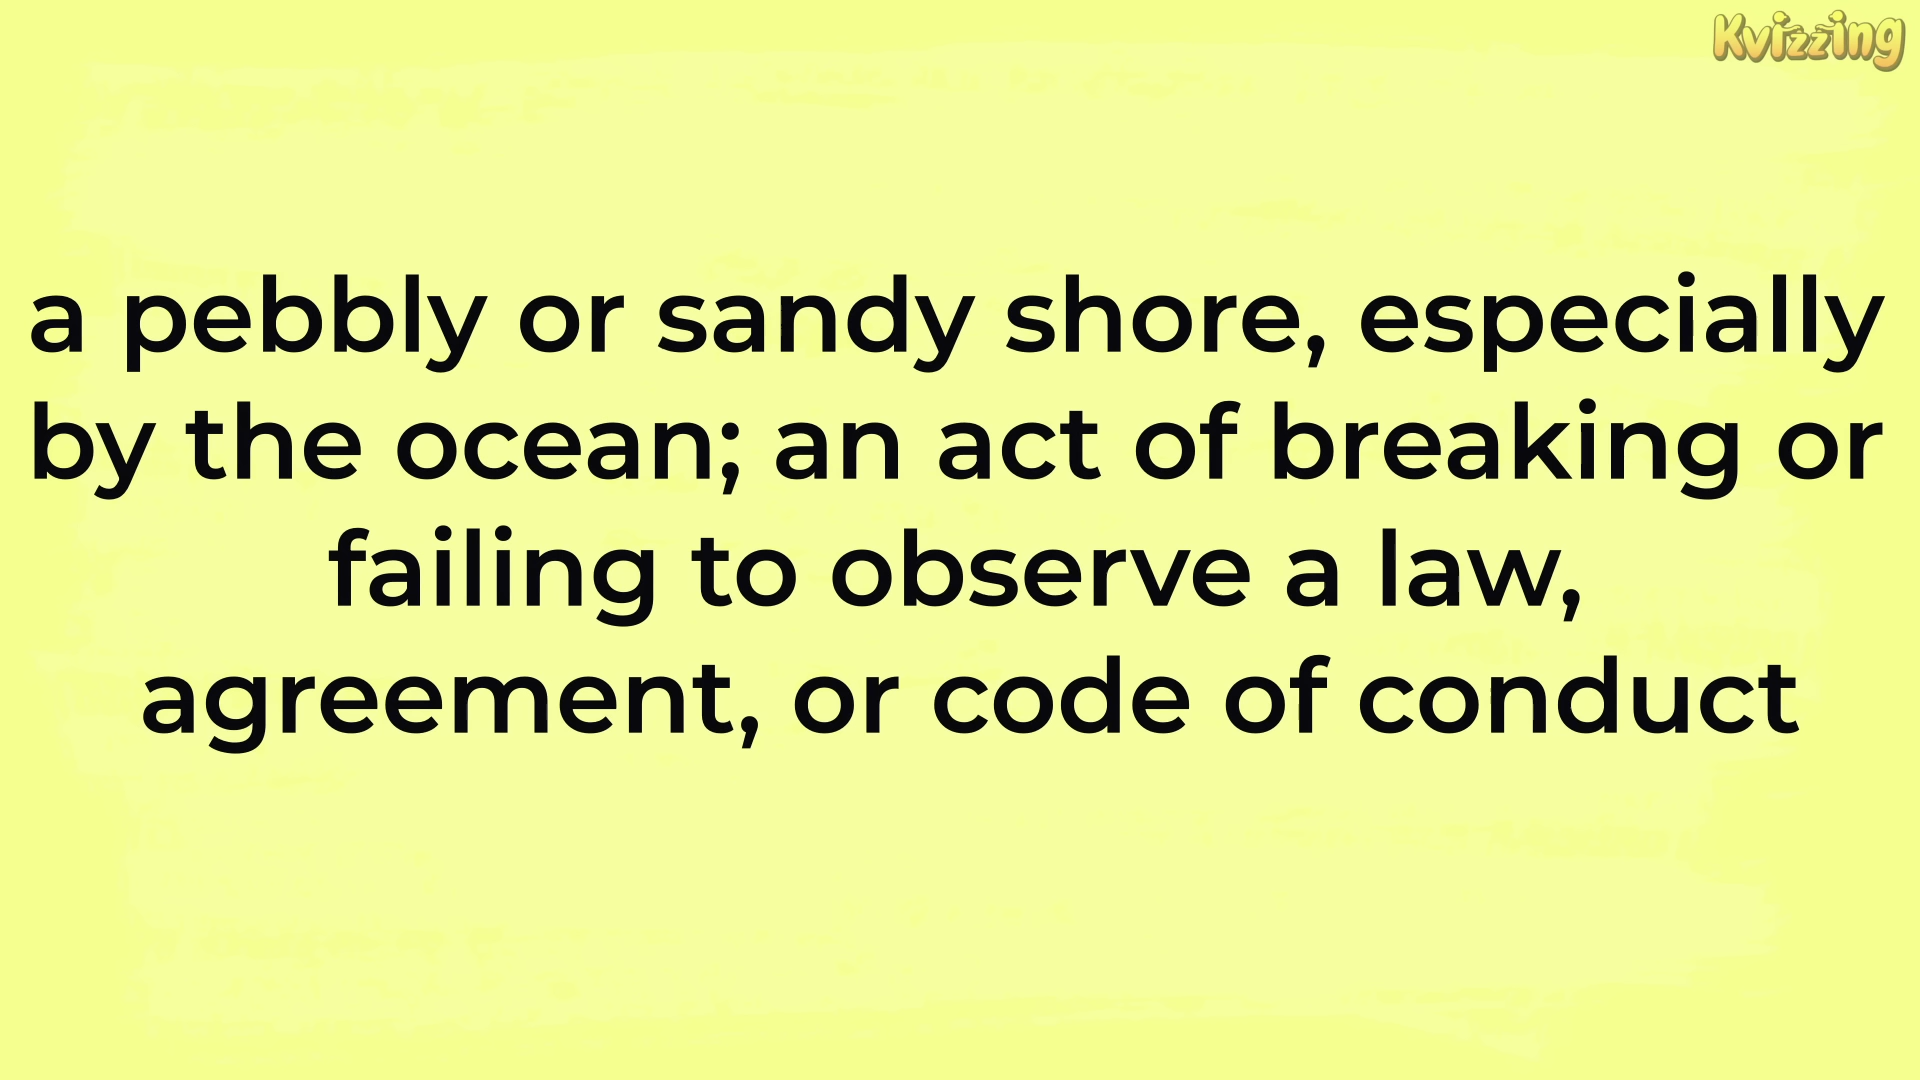 Kvizzing
a pebbly or sandy shore, especially
by the ocean; an act of breaking or
failing to observe a law,
agreement, or code of conduct